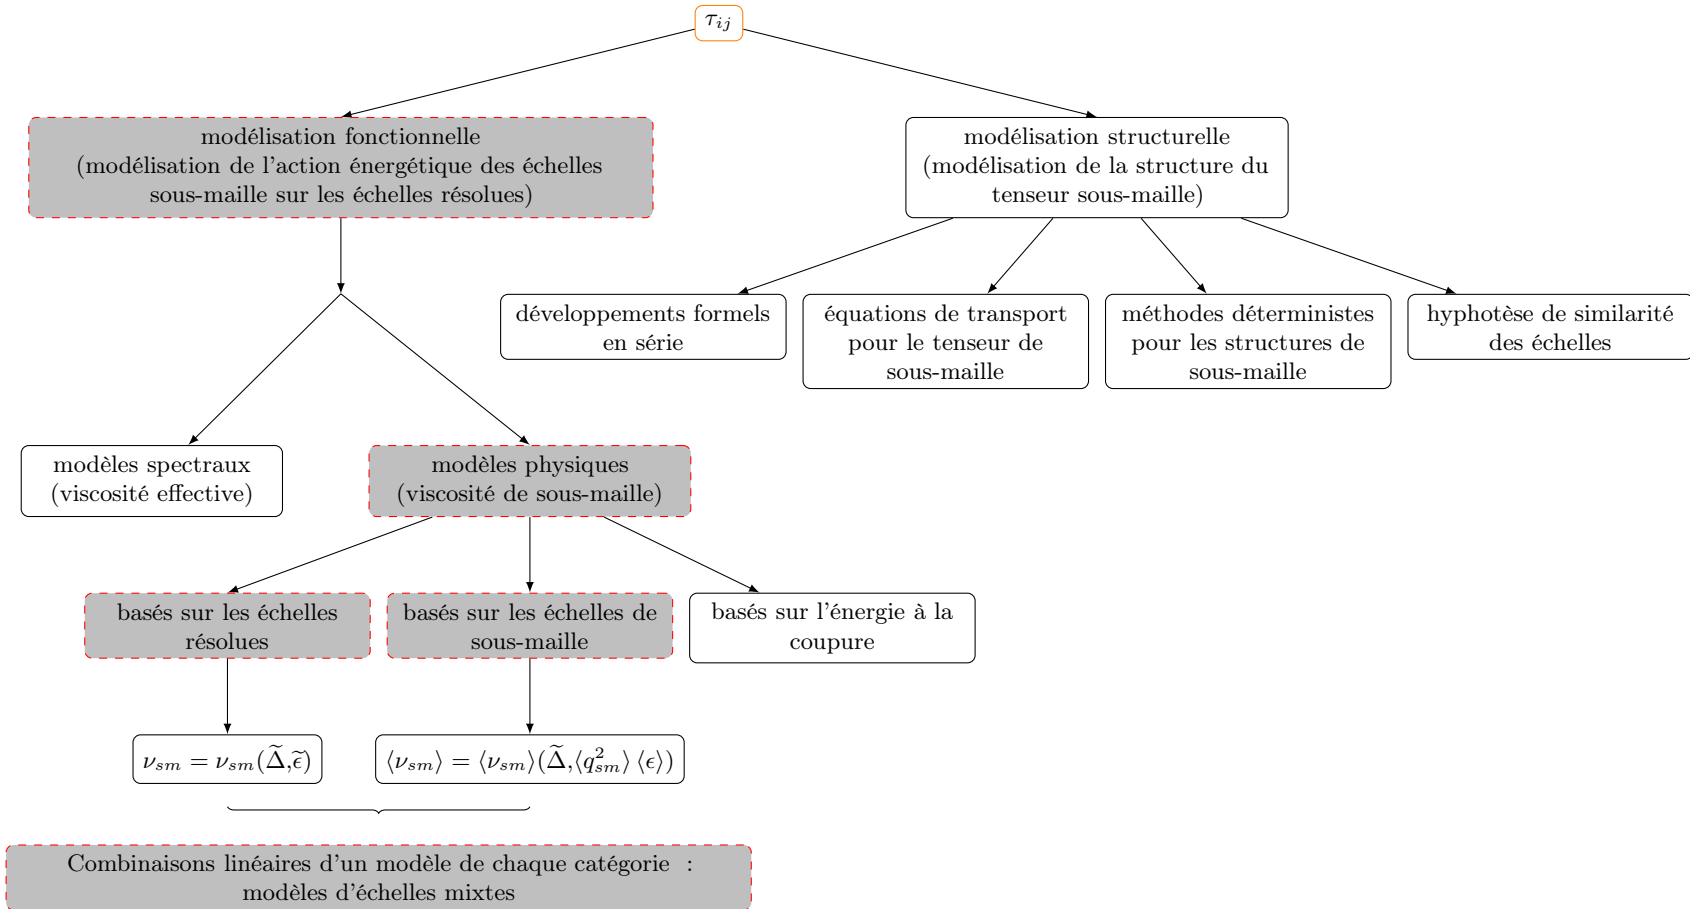 τij
modélisation fonctionnelle
(modélisation de l'action énergétique des échelles
sous-maille sur les échelles résolues)
modélisation structurelle
(modélisation de la structure du
tenseur sous-maille)
développements formels
en série
équations de transport
pour le tenseur de
sous-maille
méthodes déterministes
pour les structures de
sous-maille
hyphotèse de similarité
des échelles
modèles spectraux
(viscosité effective)
modèles physiques
(viscosité de sous-maille)
basés sur les échelles
résolues
basés sur les échelles de
sous-maille
basés sur l'énergie à la
coupure
ν_sm = ν_sm(Δ̃,ϵ̃)
⟨ν_sm⟩ = ⟨ν_sm⟩(Δ̃,⟨q²_sm⟩ ⟨ϵ⟩)
Combinaisons linéaires d'un modèle de chaque catégorie :
modèles d'échelles mixtes